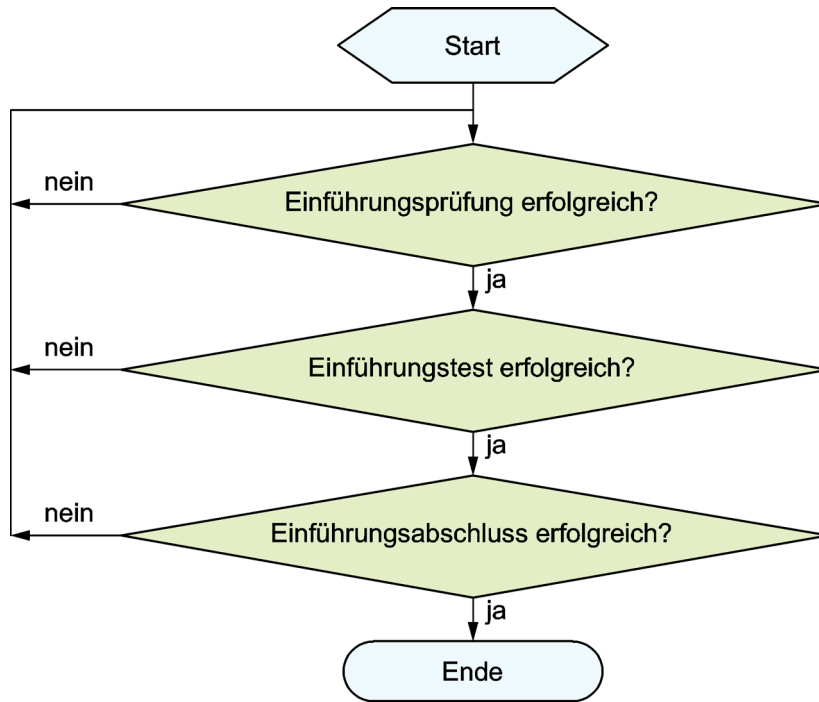 Start
nein
Einführungsprüfung erfolgreich?
ja
nein
Einführungstest erfolgreich?
ja
nein
Einführungsabschluss erfolgreich?
ja
Ende